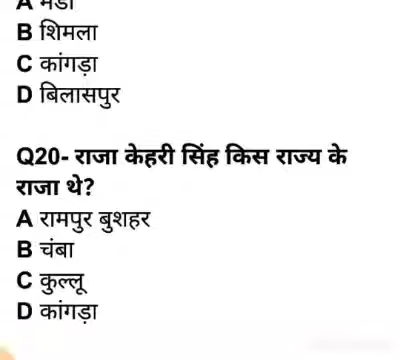 A मंडी
B शिमला
C कांगड़ा
D बिलासपुर
Q20- राजा केहरी सिंह किस राज्य के
राजा थे?
A रामपुर बुशहर
B चंबा
C कुल्लू
D कांगड़ा